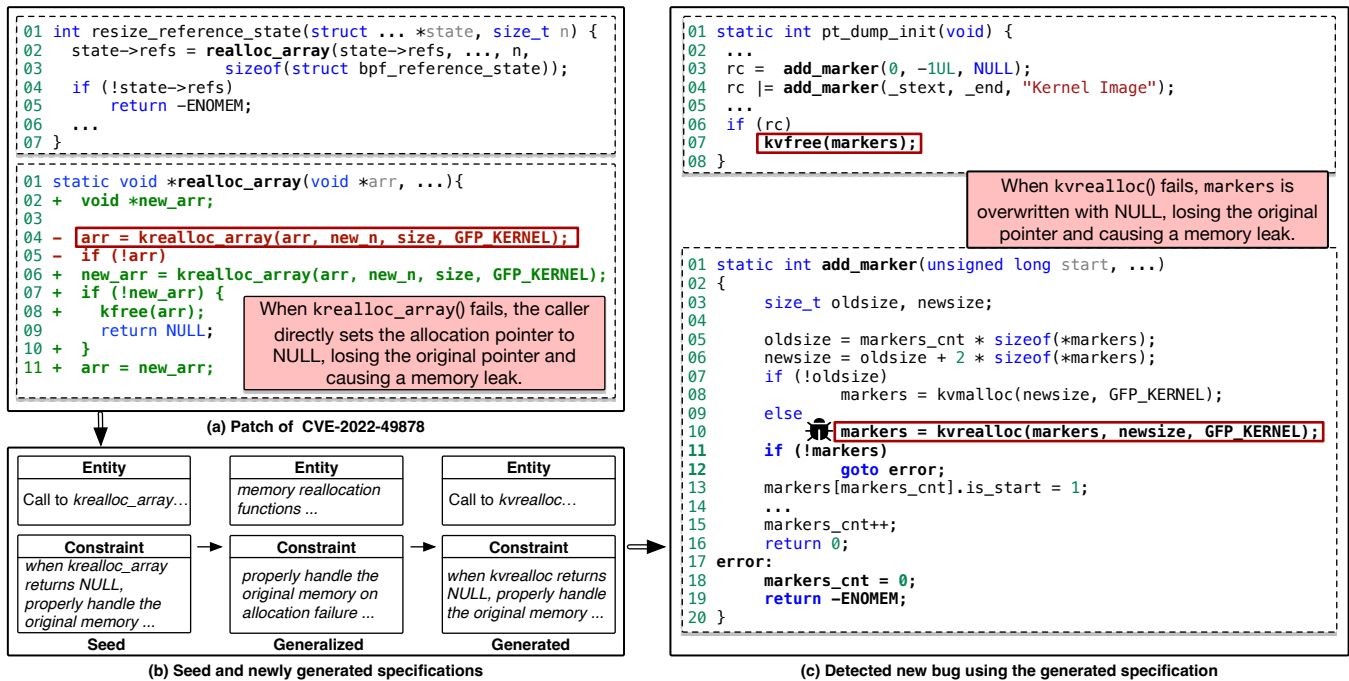 01 int resize_reference_state(struct ... *state, size_t n) {
02 state->refs = realloc_array(state->refs, ..., n,
03 sizeof(struct bpf_reference_state));
04 if (!state->refs)
05 return -ENOMEM;
06 ...
07 }
01 static void *realloc_array(void *arr, ...){
02 + void *new_arr;
03
04 - arr = krealloc_array(arr, new_n, size, GFP_KERNEL);
05 - if (!arr)
06 + new_arr = krealloc_array(arr, new_n, size, GFP_KERNEL);
07 + if (!new_arr) {
08 + kfree(arr);
09 return NULL;
10 + }
11 + arr = new_arr;
When krealloc_array() fails, the caller
directly sets the allocation pointer to
NULL, losing the original pointer and
causing a memory leak.
(a) Patch of CVE-2022-49878
Entity
Call to krealloc_array...
Constraint
when krealloc_array
returns NULL,
properly handle the
original memory ...
Seed
Entity
memory reallocation
functions ...
Constraint
properly handle the
original memory on
allocation failure ...
Generalized
Entity
Call to kvrealloc...
Constraint
when kvrealloc returns
NULL, properly handle
the original memory ...
Generated
(b) Seed and newly generated specifications
01 static int pt_dump_init(void) {
02 ...
03 rc = add_marker(0, -1UL, NULL);
04 rc |= add_marker(_stext, _end, "Kernel Image");
05 ...
06 if (rc)
07 kvfree(markers);
08 }
When kvrealloc() fails, markers is
overwritten with NULL, losing the original
pointer and causing a memory leak.
01 static int add_marker(unsigned long start, ...)
02 {
03 size_t oldsize, newsize;
04
05 oldsize = markers_cnt * sizeof(*markers);
06 newsize = oldsize + 2 * sizeof(*markers);
07 if (!oldsize)
08 markers = kvmalloc(newsize, GFP_KERNEL);
09 else
10 markers = kvrealloc(markers, newsize, GFP_KERNEL);
11 if (!markers)
12 goto error;
13 markers[markers_cnt].is_start = 1;
14 ...
15 markers_cnt++;
16 return 0;
17 error:
18 markers_cnt = 0;
19 return -ENOMEM;
20 }
(c) Detected new bug using the generated specification